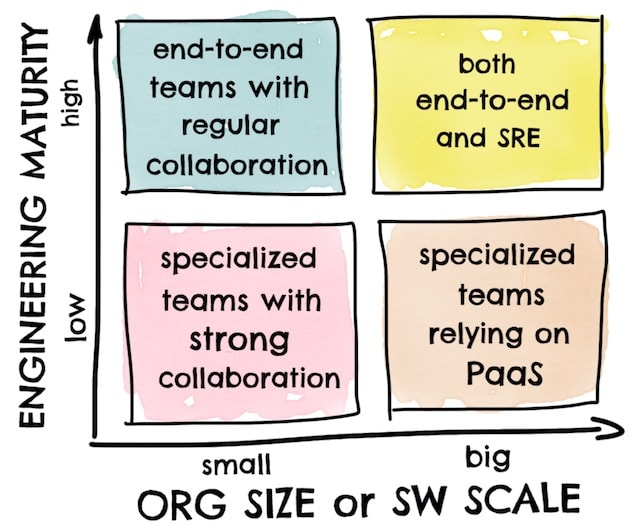 ENGINEERING MATURITY
high
low
end-to-end
teams with
regular
collaboration
both
end-to-end
and SRE
specialized
teams with
strong
collaboration
specialized
teams
relying on
PaaS
small
big
ORG SIZE or SW SCALE